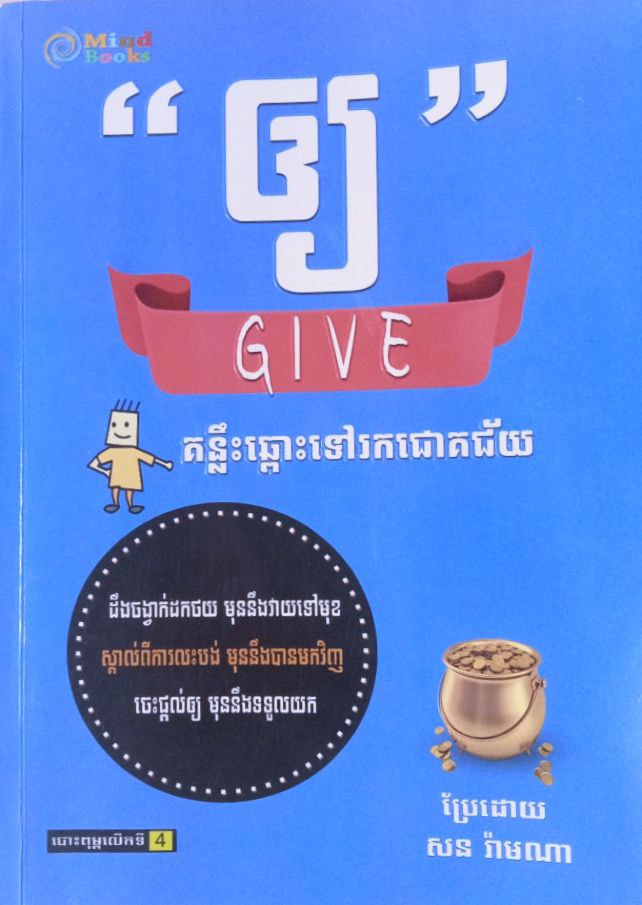 Mind
Books
“ ឲ្យ ”
GIVE
គន្លឹះឆ្ពោះទៅរកជោគជ័យ
ដឹងចង្វាក់ដកថយ មុននឹងវាយទៅមុខ
ស្គាល់ពីការលះបង់ មុននឹងបានមកវិញ
ចេះផ្តល់ឲ្យ មុននឹងទទួលយក
ប្រែដោយ
សន រ៉ាមណា
បោះពុម្ពលើកទី 4